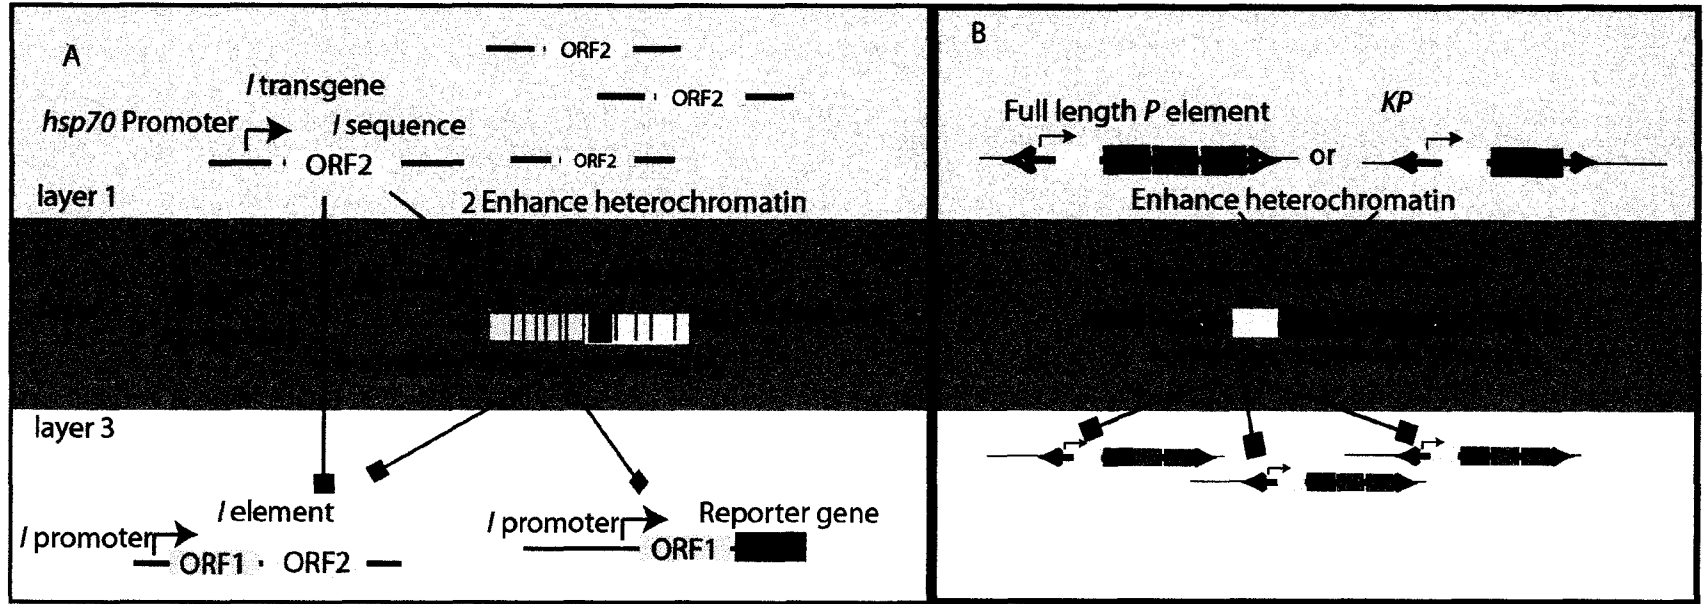 A
ORF2
ORF2
I transgene
hsp70 Promoter
I sequence
ORF2
ORF2
layer 1
2 Enhance heterochromatin
layer 3
I element
I promoter
ORF1
ORF2
I promoter
Reporter gene
ORF1
B
Full length P element
or
KP
Enhance heterochromatin